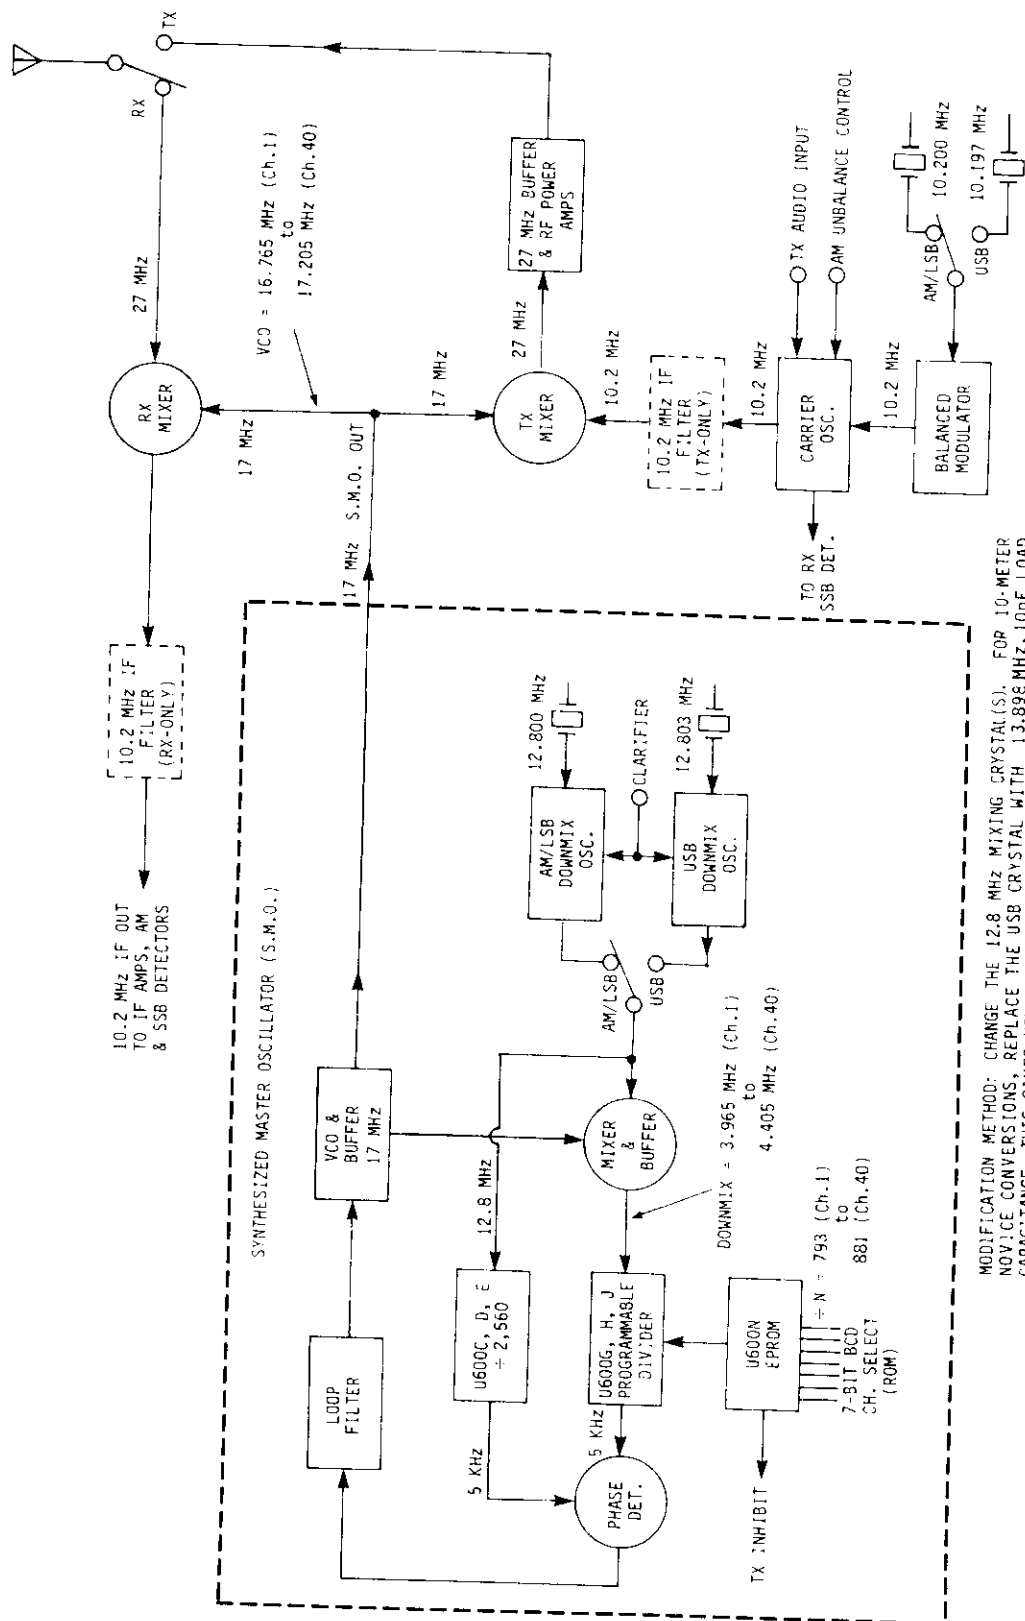 TX
RX
27 MHz
RX
MIXER
17 MHz
VCO = 16.765 MHz (Ch.1)
to
17.205 MHz (Ch.40)
27 MHz BUFFER
& RF POWER
AMPS
27 MHz
TX
MIXER
17 MHz
10.2 MHz
10.2 MHz IF
FILTER
(TX-ONLY)
10.2 MHz
CARRIER
OSC.
TX AUDIO INPUT
AM UNBALANCE CONTROL
TO RX
SSB DET.
10.2 MHz
BALANCED
MODULATOR
AM/LSB
USB
10.200 MHz
10.197 MHz
10.2 MHz IF
FILTER
(RX-ONLY)
10.2 MHz IF OUT
TO IF AMPS, AM
& SSB DETECTORS
17 MHz S.M.O. OUT
SYNTHESIZED MASTER OSCILLATOR (S.M.O.)
LOOP
FILTER
VCO &
BUFFER
17 MHz
12.8 MHz
U600C, D, E
÷ 2,560
5 KHz
PHASE
DET.
5 KHz
U600G, H, J
PROGRAMMABLE
DIVIDER
MIXER
&
BUFFER
DOWNMIX = 3.965 MHz (Ch.1)
to
4.405 MHz (Ch.40)
AM/LSB
USB
AM/LSB
DOWNMIX
OSC.
12.800 MHz
CLARIFIER
USB
DOWNMIX
OSC.
12.803 MHz
U600N
EPROM
÷ N = 793 (Ch.1)
to
881 (Ch.40)
7-BIT BCD
CH. SELECT
(ROM)
TX INHIBIT
MODIFICATION METHOD: CHANGE THE 12.8 MHz MIXING CRYSTAL(S). FOR 10-METER
NOVICE CONVERSIONS, REPLACE THE USB CRYSTAL WITH 13.898 MHz, 10pF LOAD